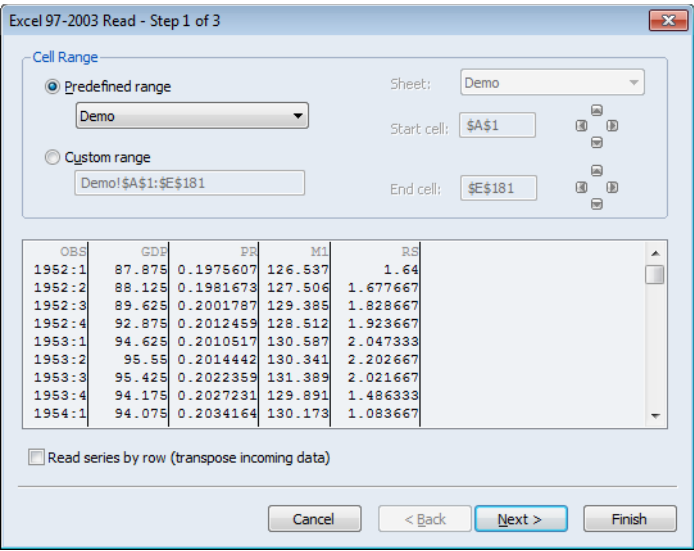 Excel 97-2003 Read - Step 1 of 3
Cell Range
Predefined range
Demo
Custom range
Demo!$A$1:$E$181
Sheet: Demo
Start cell: $A$1
End cell: $E$181
OBS GDP PR M1 RS
1952:1 87.875 0.1975607 126.537 1.64
1952:2 88.125 0.1981673 127.506 1.677667
1952:3 89.625 0.2001787 129.385 1.828667
1952:4 92.875 0.2012459 128.512 1.923667
1953:1 94.625 0.2010517 130.587 2.047333
1953:2 95.55 0.2014442 130.341 2.202667
1953:3 95.425 0.2022359 131.389 2.021667
1953:4 94.175 0.2027231 129.891 1.486333
1954:1 94.075 0.2034164 130.173 1.083667
Read series by row (transpose incoming data)
Cancel < Back Next > Finish